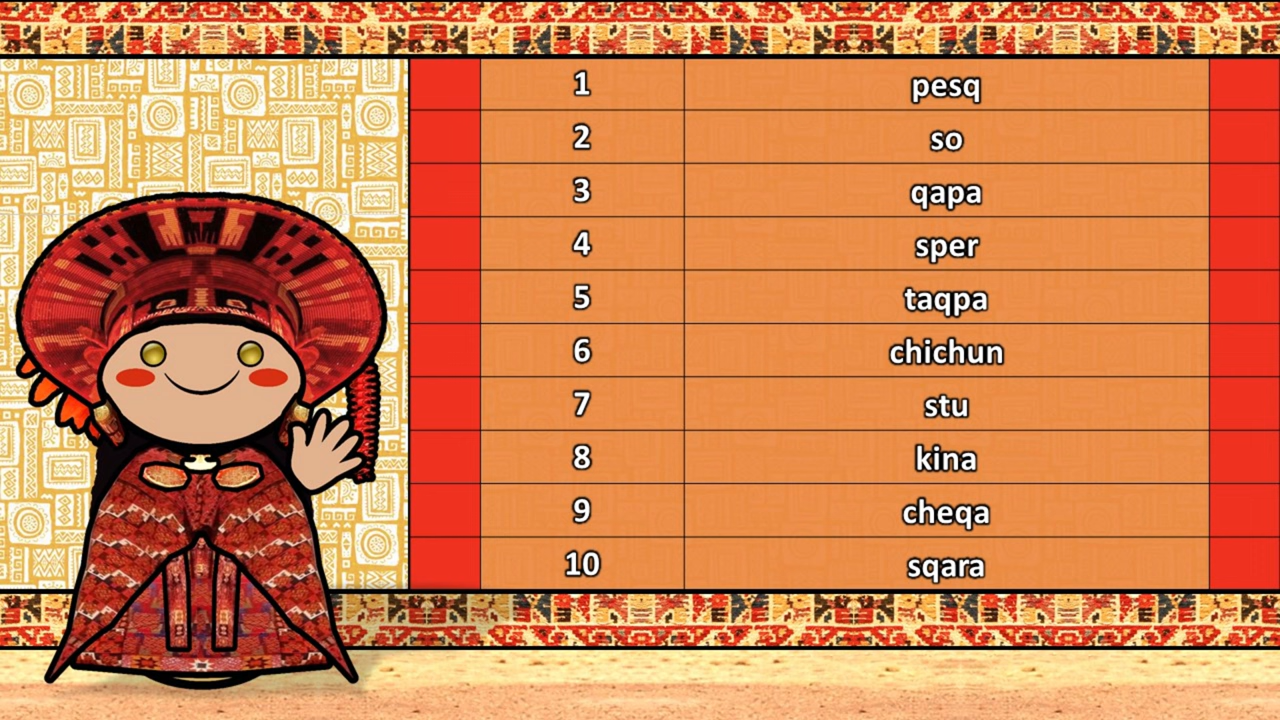 1 pesq
2 so
3 qapa
4 sper
5 taqpa
6 chichun
7 stu
8 kina
9 cheqa
10 sqara